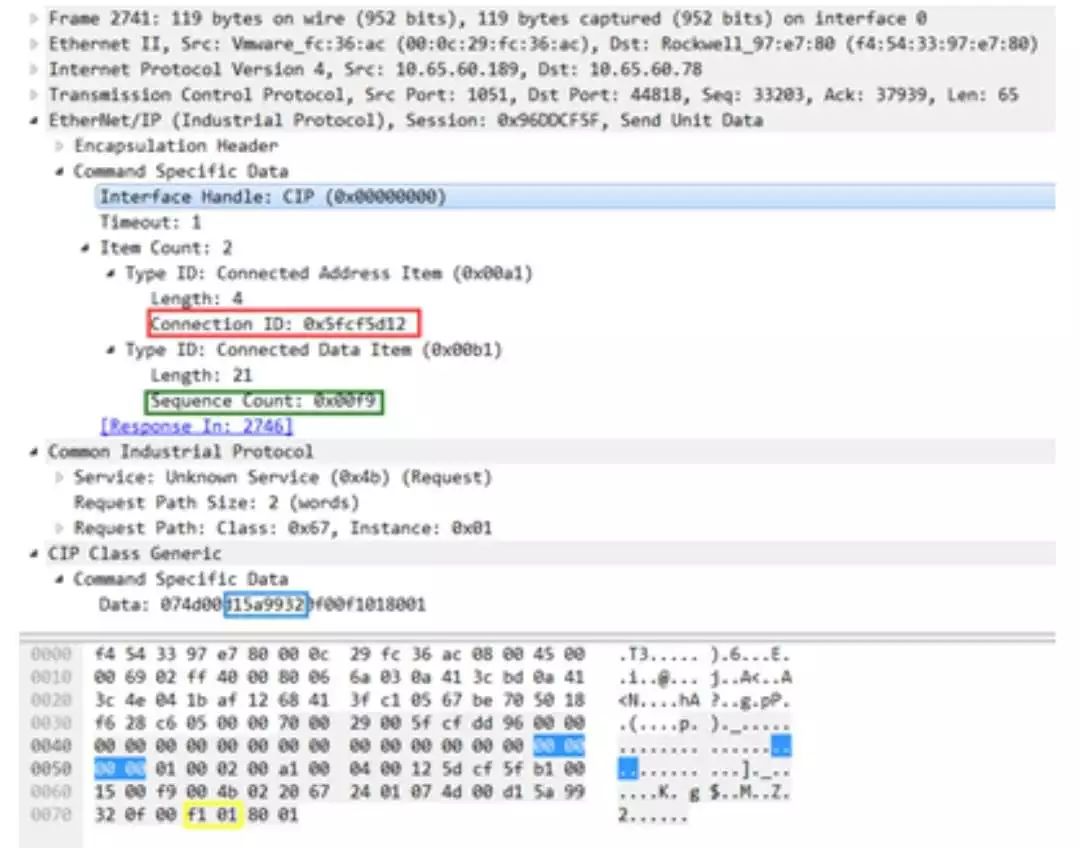 Frame 2741: 119 bytes on wire (952 bits), 119 bytes captured (952 bits) on interface 0
Ethernet II, Src: Vmware_fc:36:ac (00:0c:29:fc:36:ac), Dst: Rockwell_97:e7:80 (f4:54:33:97:e7:80)
Internet Protocol Version 4, Src: 10.65.60.189, Dst: 10.65.60.78
Transmission Control Protocol, Src Port: 1051, Dst Port: 44818, Seq: 33203, Ack: 37939, Len: 65
EtherNet/IP (Industrial Protocol), Session: 0x96DDCF5F, Send Unit Data
Encapsulation Header
Command Specific Data
Interface Handle: CIP (0x00000000)
Timeout: 1
Item Count: 2
Type ID: Connected Address Item (0x00a1)
Length: 4
Connection ID: 0x5fcf5d12
Type ID: Connected Data Item (0x00b1)
Length: 21
Sequence Count: 0x00f9
[Response In: 2746]
Common Industrial Protocol
Service: Unknown Service (0x4b) (Request)
Request Path Size: 2 (words)
Request Path: Class: 0x67, Instance: 0x01
CIP Class Generic
Command Specific Data
Data: 074d00d15a99320f00f1018001
0000 f4 54 33 97 e7 80 00 0c 29 fc 36 ac 08 00 45 00 .T3..... ).6...E.
0010 00 69 02 ff 40 00 80 06 6a 03 0a 41 3c bd 0a 41 .i..@... j..A<..A
0020 3c 4e 04 1b af 12 68 41 3f c1 05 67 be 70 50 18 <N....hA ?..g.pP.
0030 f6 28 c6 05 00 00 70 00 29 00 5f cf dd 96 00 00 .(....p. )._.....
0040 00 00 00 00 00 00 00 00 00 00 00 00 00 00 00 00 ........ ........
0050 00 00 01 00 02 00 a1 00 04 00 12 5d cf 5f b1 00 ........ ...]._..
0060 15 00 f9 00 4b 02 20 67 24 01 07 4d 00 d1 5a 99 ....K. g $..M..Z.
0070 32 0f 00 f1 01 80 01 2......